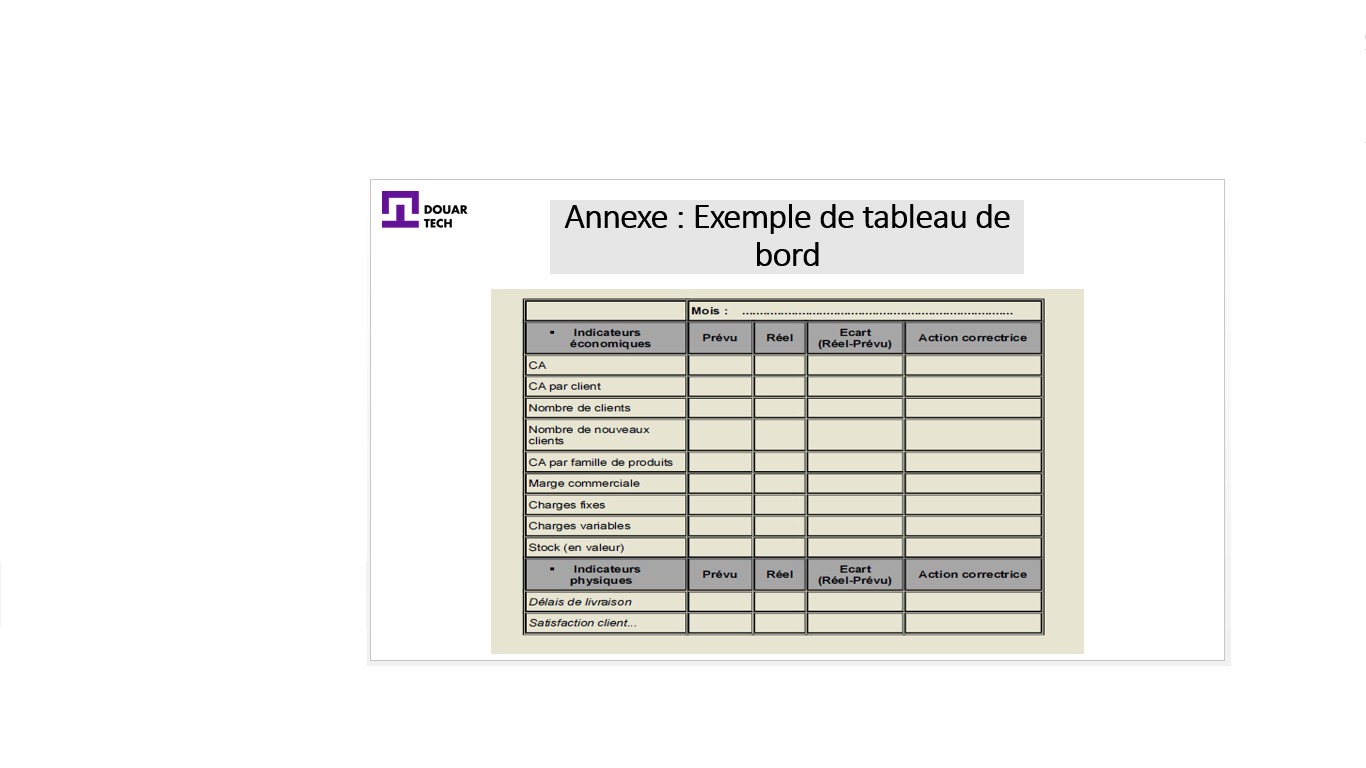 DOUAR
TECH
Annexe : Exemple de tableau de
bord
Mois : ............................................................................
▪ Indicateurs
économiques
Prévu
Réel
Ecart
(Réel-Prévu)
Action correctrice
CA
CA par client
Nombre de clients
Nombre de nouveaux
clients
CA par famille de produits
Marge commerciale
Charges fixes
Charges variables
Stock (en valeur)
▪ Indicateurs
physiques
Prévu
Réel
Ecart
(Réel-Prévu)
Action correctrice
Délais de livraison
Satisfaction client...